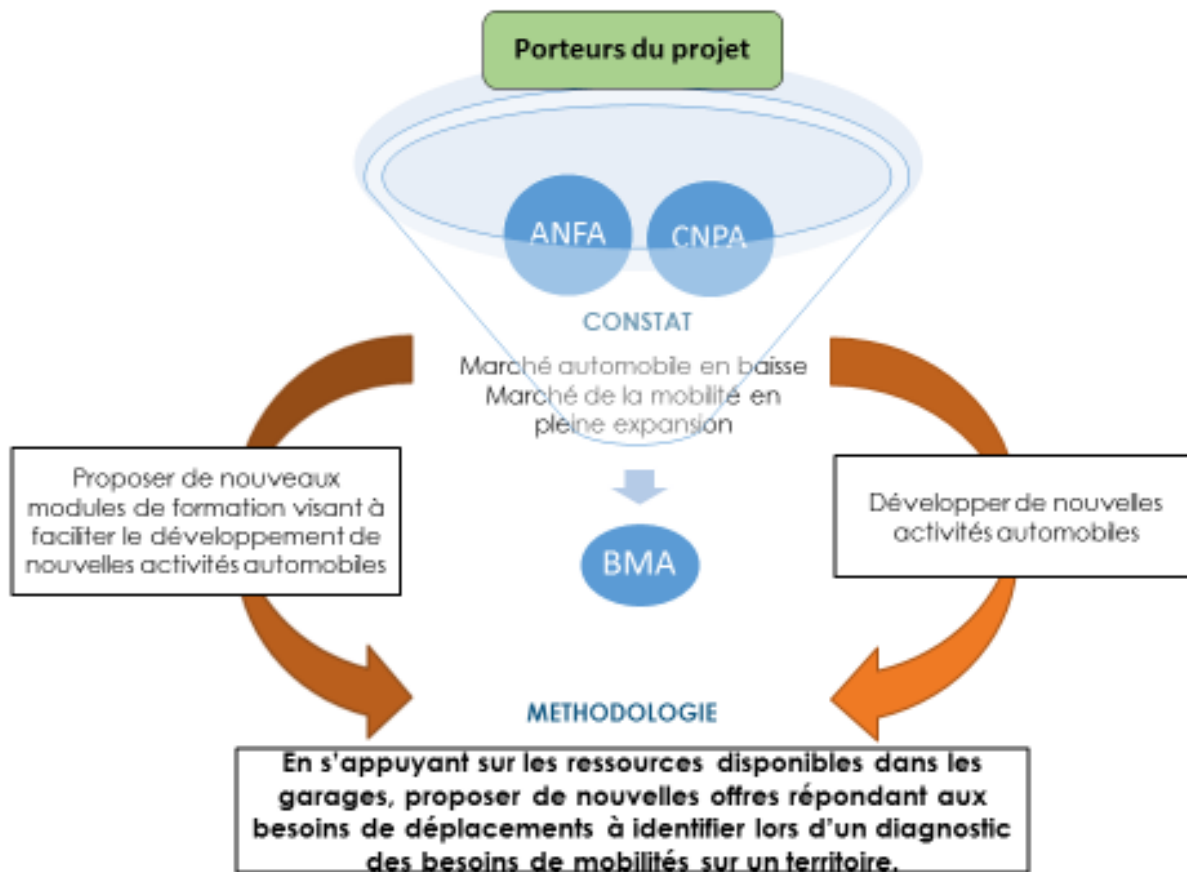 Porteurs du projet
ANFA
CNPA
CONSTAT
Marché automobile en baisse
Marché de la mobilité en
pleine expansion
Proposer de nouveaux
modules de formation visant à
faciliter le développement de
nouvelles activités automobiles
Développer de nouvelles
activités automobiles
BMA
METHODOLOGIE
En s’appuyant sur les ressources disponibles dans les
garages, proposer de nouvelles offres répondant aux
besoins de déplacements à identifier lors d’un diagnostic
des besoins de mobilités sur un territoire.